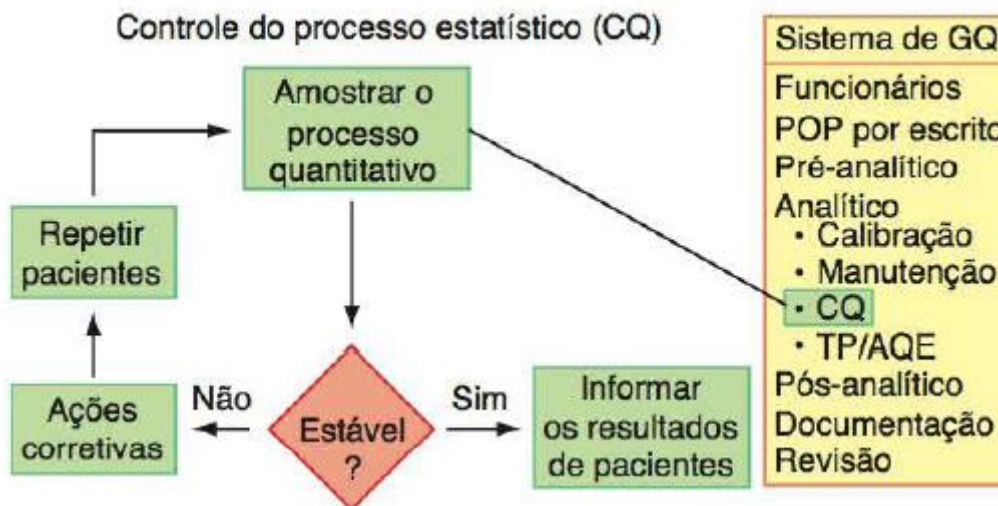 Controle do processo estatístico (CQ)
Amostrar o
processo
quantitativo
Repetir
pacientes
Ações
corretivas
Não
Estável
?
Sim
Informar
os resultados
de pacientes
Sistema de GQ
Funcionários
POP por escrito
Pré-analítico
Analítico
• Calibração
• Manutenção
• CQ
• TP/AQE
Pós-analítico
Documentação
Revisão